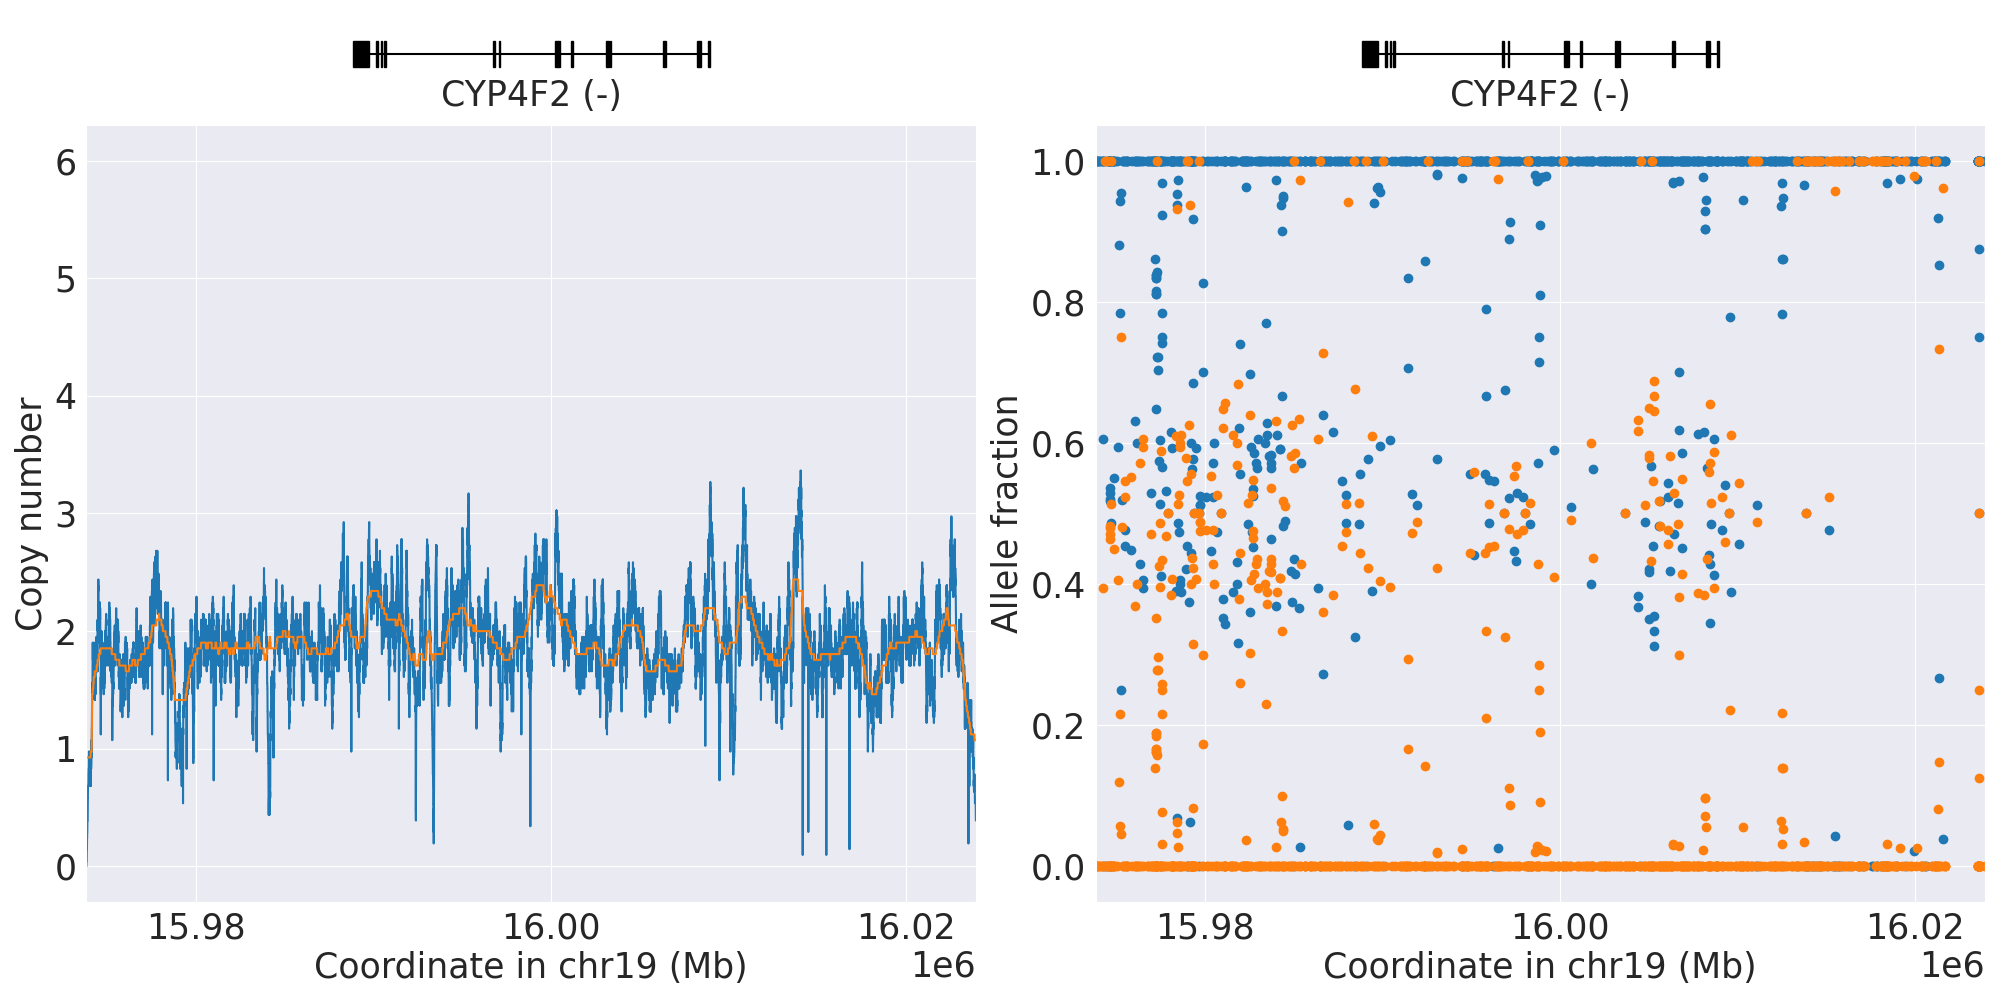 CYP4F2 (-)
6
5
4
3
2
1
0
Copy number
15.98
16.00
16.02
Coordinate in chr19 (Mb)
1e6
CYP4F2 (-)
1.0
0.8
0.6
0.4
0.2
0.0
Allele fraction
15.98
16.00
16.02
Coordinate in chr19 (Mb)
1e6